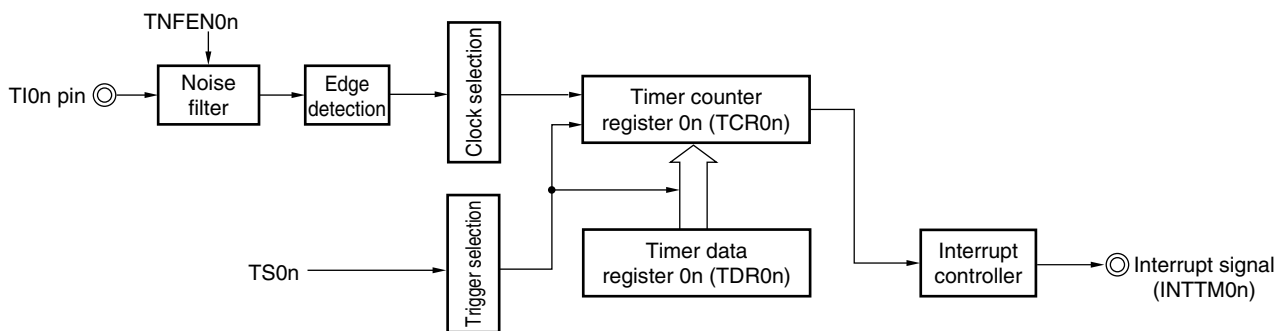 TNFEN0n
TI0n pin
Noise
filter
Edge
detection
Clock selection
Timer counter
register 0n (TCR0n)
TS0n
Trigger selection
Timer data
register 0n (TDR0n)
Interrupt
controller
Interrupt signal
(INTTM0n)